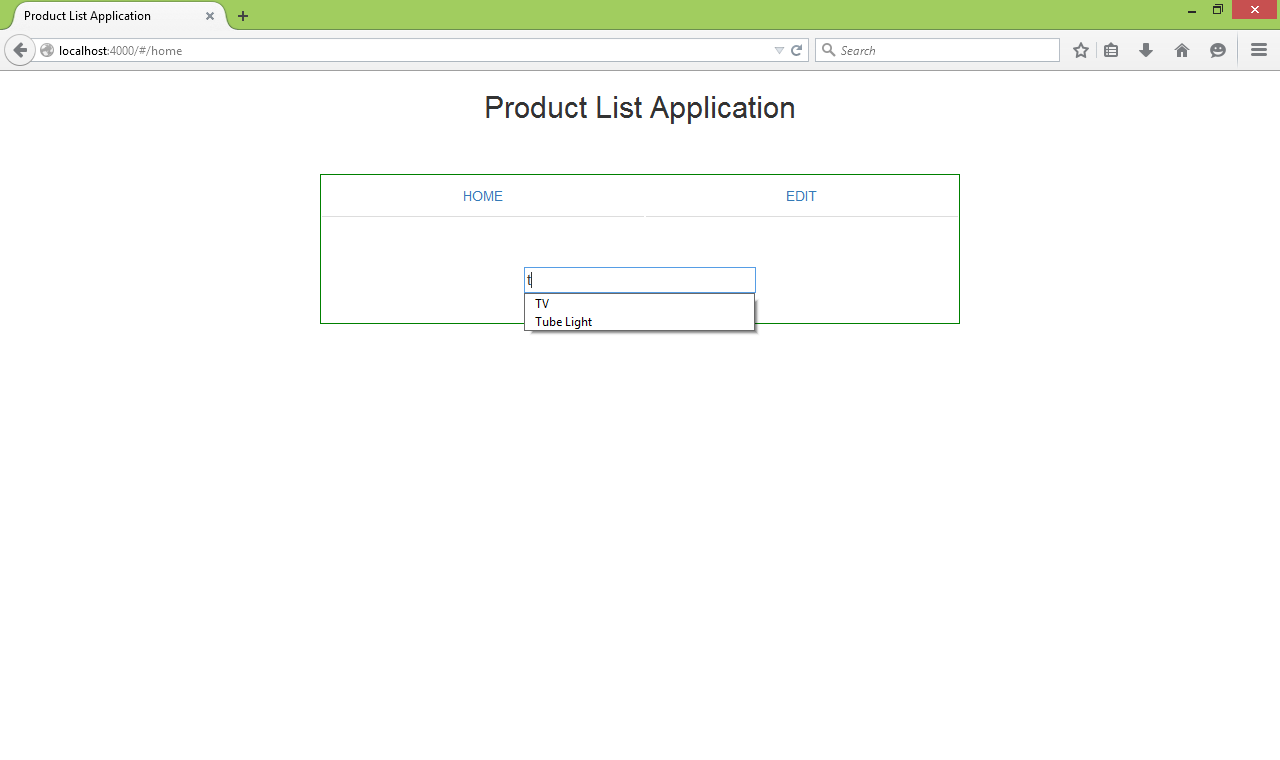 Product List Application
localhost:4000/#/home
Search
Product List Application
HOME EDIT
t
TV
Tube Light